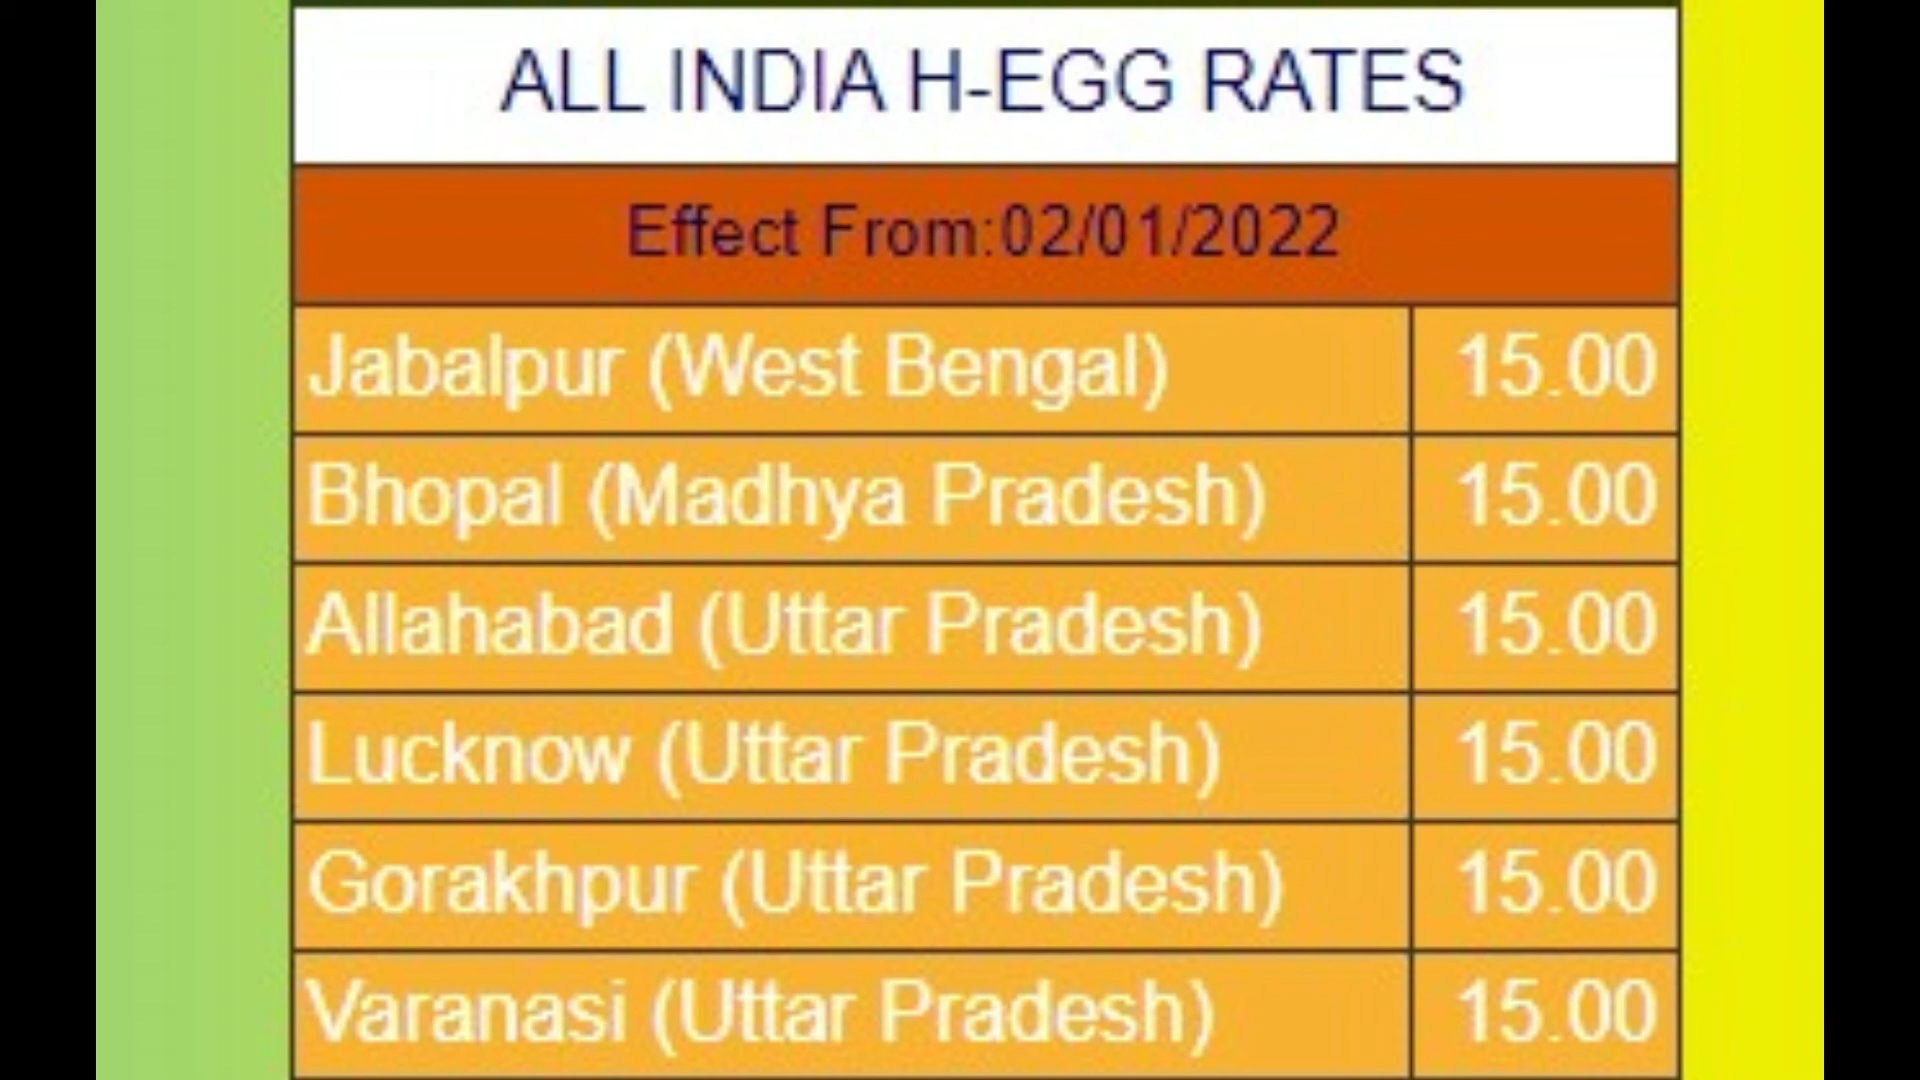 ALL INDIA H-EGG RATES
Effect From:02/01/2022
Jabalpur (West Bengal) 15.00
Bhopal (Madhya Pradesh) 15.00
Allahabad (Uttar Pradesh) 15.00
Lucknow (Uttar Pradesh) 15.00
Gorakhpur (Uttar Pradesh) 15.00
Varanasi (Uttar Pradesh) 15.00